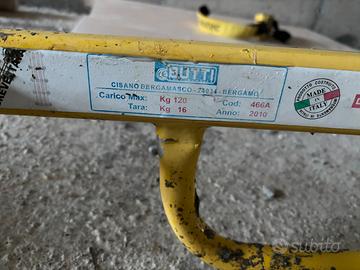 BUTTI
CISANO BERGAMASCO - 24034 - BERGAMO
Carico Max: Kg 120 Cod: 466A
Tara: Kg 16 Anno: 2010
MADE IN
ITALY
subito